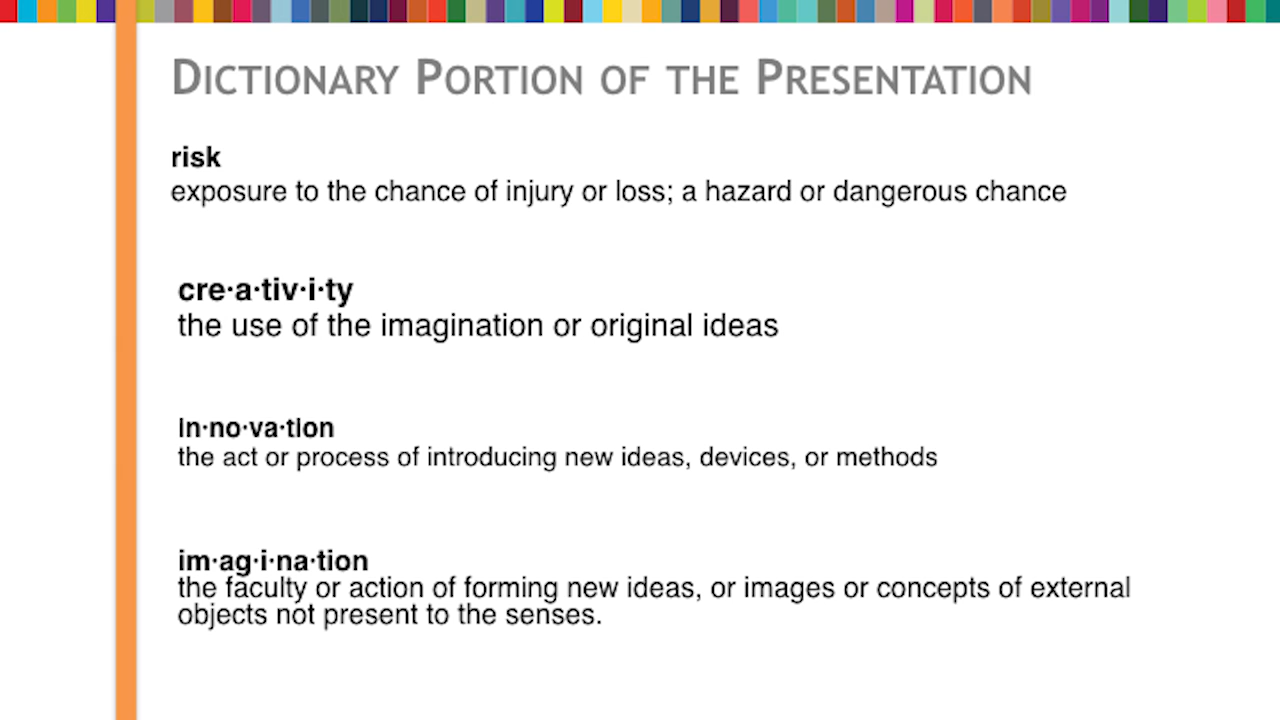 Dictionary Portion of the Presentation
risk
exposure to the chance of injury or loss; a hazard or dangerous chance
cre·a·tiv·i·ty
the use of the imagination or original ideas
in·no·va·tion
the act or process of introducing new ideas, devices, or methods
im·ag·i·na·tion
the faculty or action of forming new ideas, or images or concepts of external
objects not present to the senses.